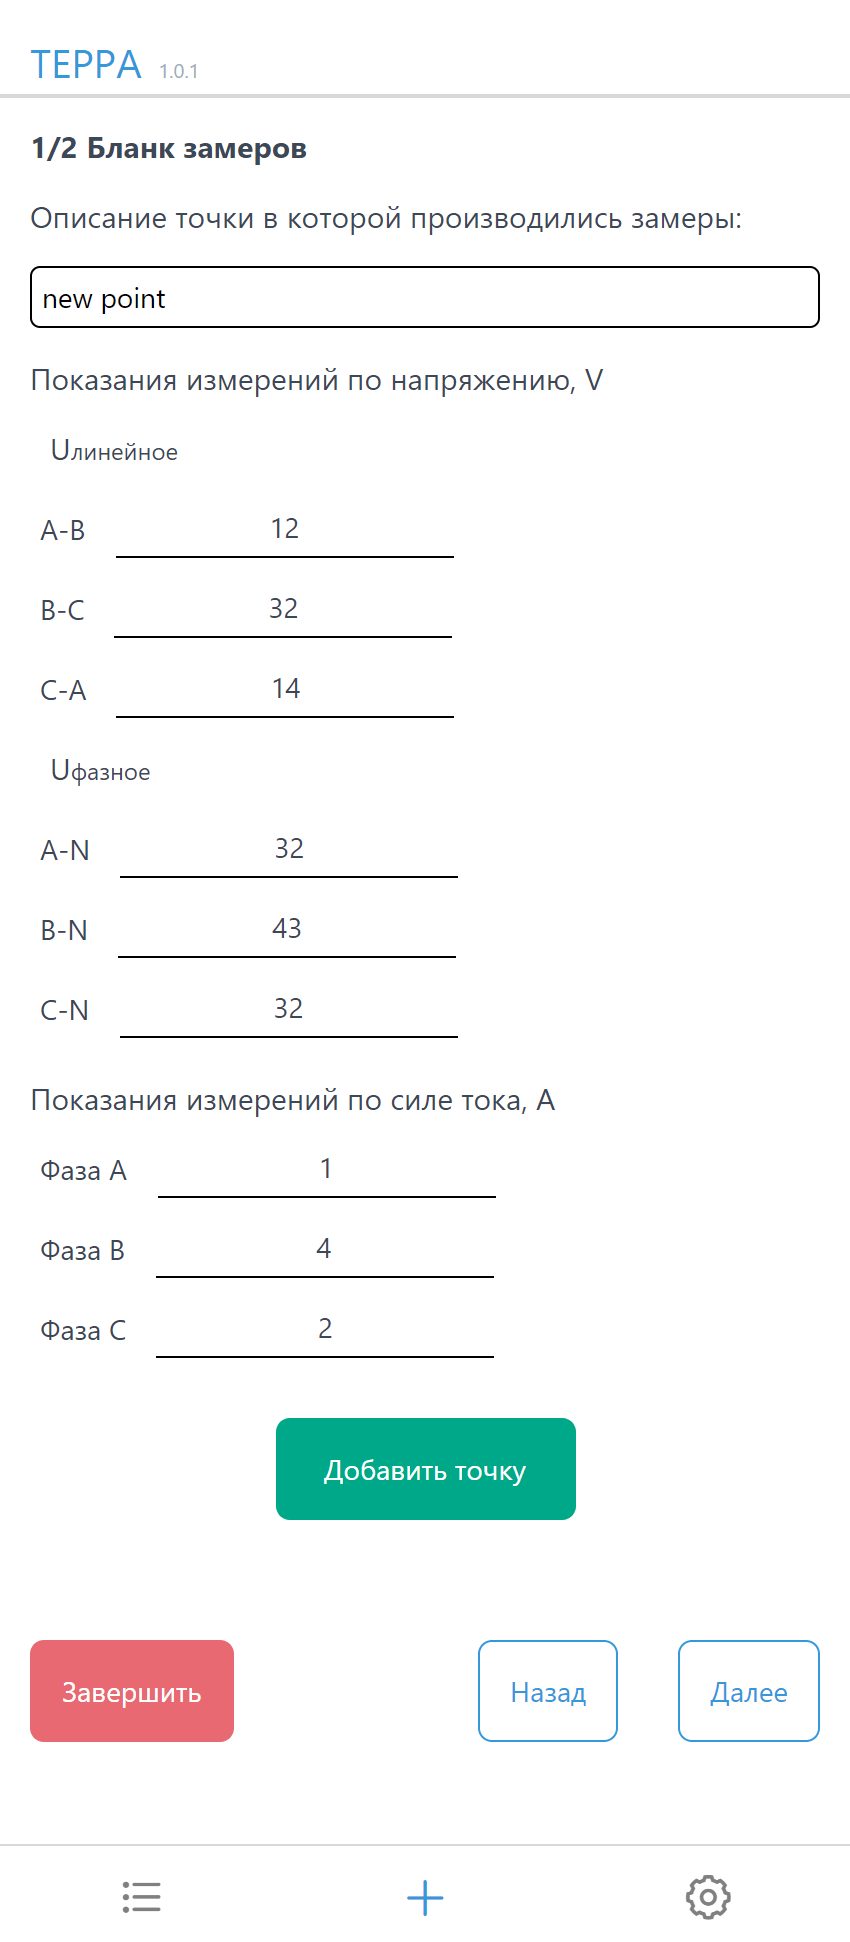 ТЕРРА 1.0.1
1/2 Бланк замеров
Описание точки в которой производились замеры:
new point
Показания измерений по напряжению, V
Uлинейное
A-B 12
B-C 32
C-A 14
Uфазное
A-N 32
B-N 43
C-N 32
Показания измерений по силе тока, А
Фаза А 1
Фаза В 4
Фаза С 2
Добавить точку
Завершить Назад Далее